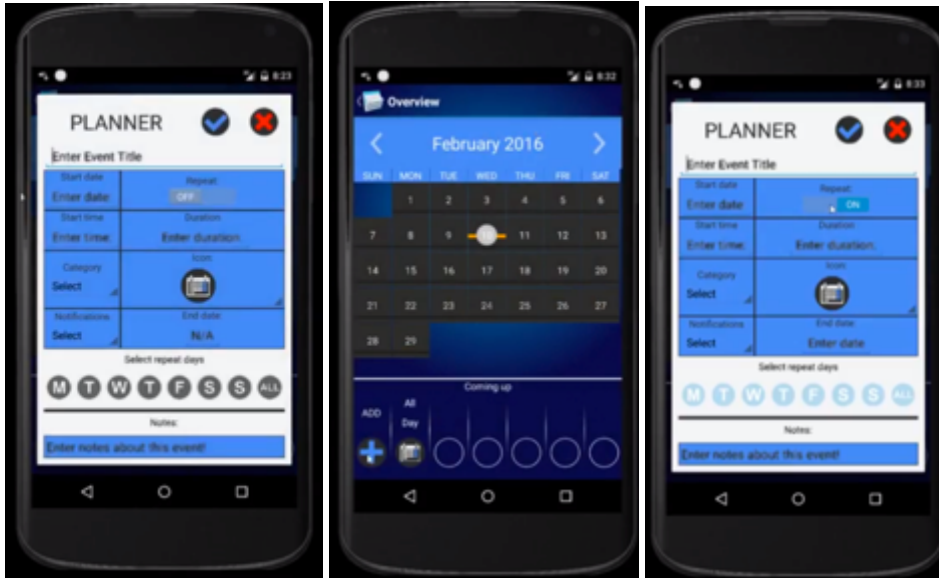 8:23
PLANNER
Enter Event Title
Start date
Repeat:
Enter date
OFF
Start time
Duration
Enter time.
Enter duration.
Category
Icon:
Select
Notifications
End date
Select
N/A
Select repeat days
M T W T F S S ALL
Notes:
Enter notes about this event!
8:32
Overview
February 2016
SUN MON TUE WED THU FRI SAT
1 2 3 4 5 6
7 8 9 10 11 12 13
14 15 16 17 18 19 20
21 22 23 24 25 26 27
28 29
Coming up
ADD
All
Day
8:33
PLANNER
Enter Event Title
Start date
Repeat:
Enter date
ON
Start time
Duration
Enter time.
Enter duration.
Category
Icon:
Select
Notifications
End date
Select
Enter date
Select repeat days
M T W T F S S ALL
Notes:
Enter notes about this event!